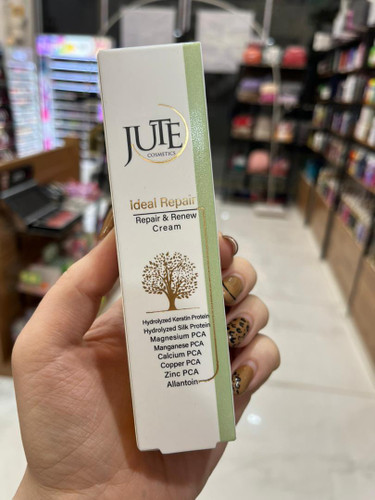 JUTE
COSMETICS
Ideal Repair
Repair & Renew
Cream
Hydrolyzed Keratin Protein
Hydrolyzed Silk Protein
Magnesium PCA
Manganese PCA
Calcium PCA
Copper PCA
Zinc PCA
Allantoin